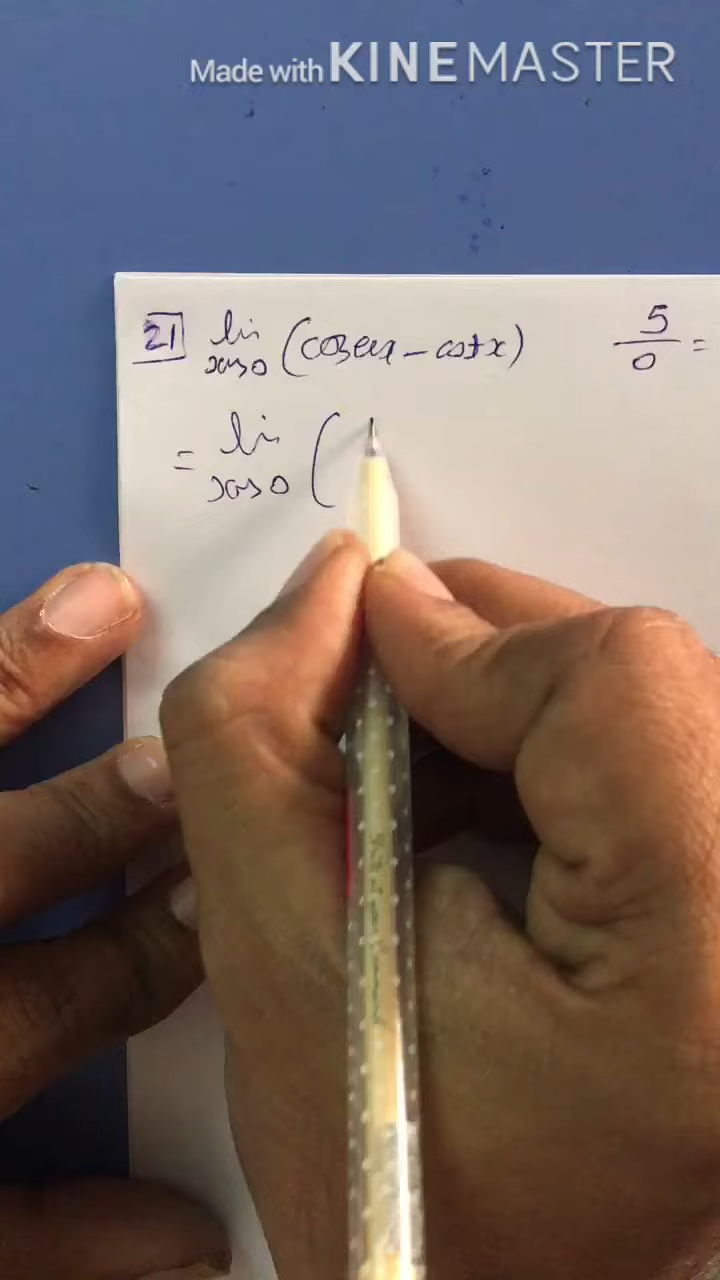 Made with KINEMASTER
21 lim x→0 (cosecx - cotx) 5/0 =
= lim x→0 (